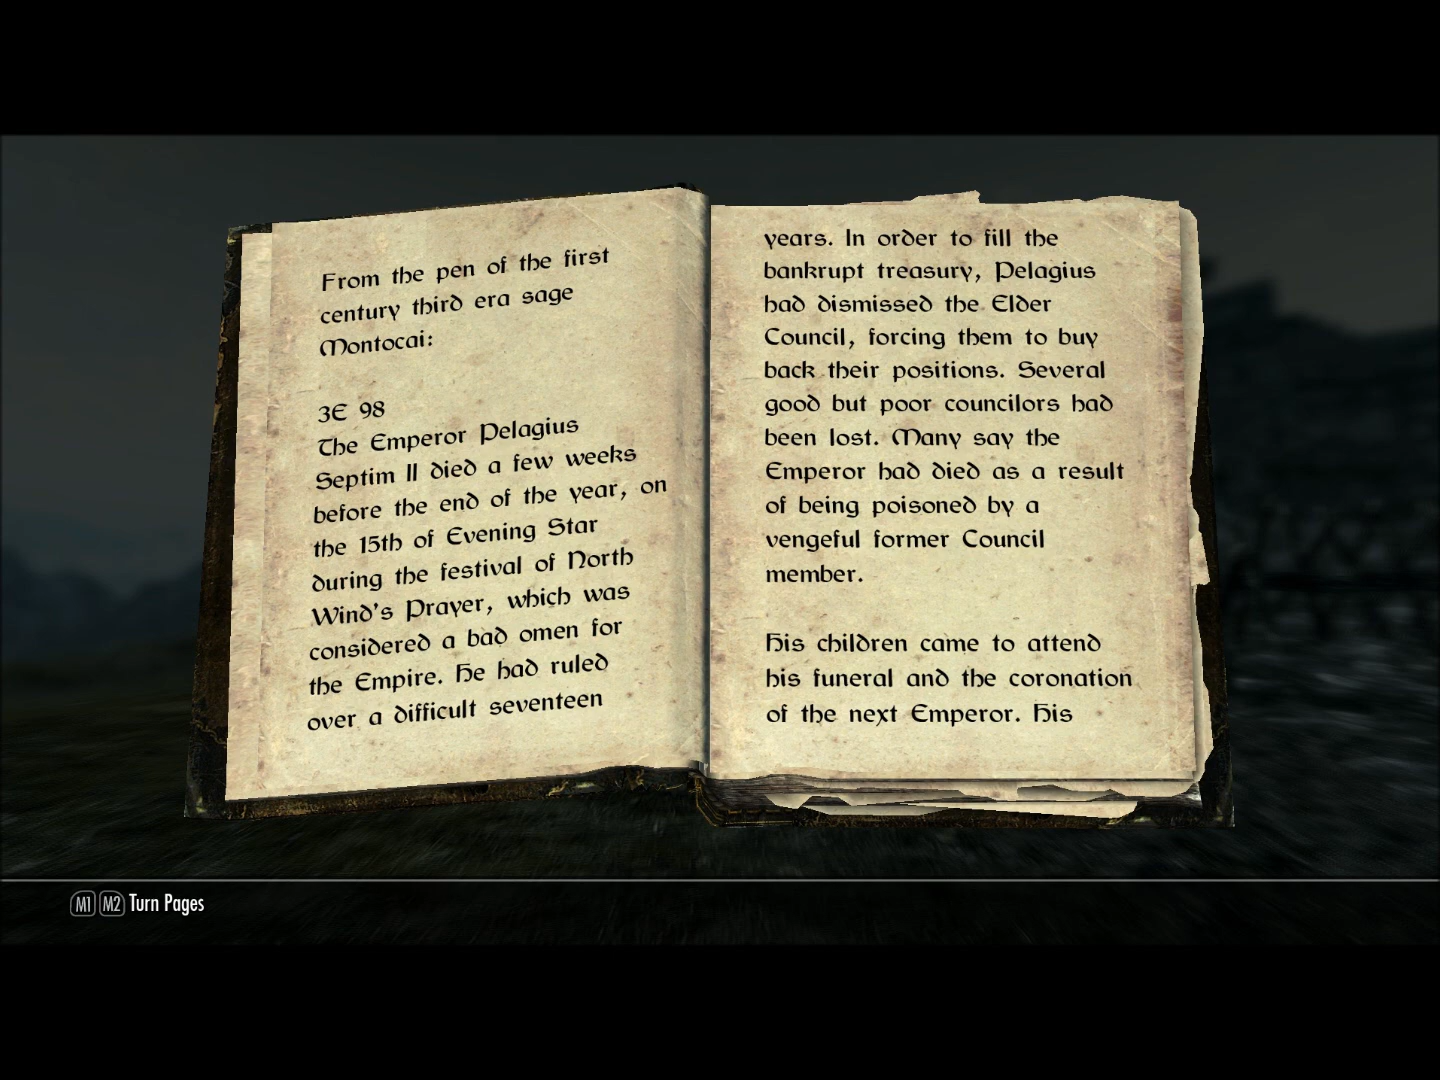 From the pen of the first
century third era sage
Montocai:
3E 98
The Emperor Pelagius
Septim II died a few weeks
before the end of the year, on
the 15th of Evening Star
during the festival of North
Wind's Prayer, which was
considered a bad omen for
the Empire. He had ruled
over a difficult seventeen
years. In order to fill the
bankrupt treasury, Pelagius
had dismissed the Elder
Council, forcing them to buy
back their positions. Several
good but poor councilors had
been lost. Many say the
Emperor had died as a result
of being poisoned by a
vengeful former Council
member.
His children came to attend
his funeral and the coronation
of the next Emperor. His
M1 M2 Turn Pages